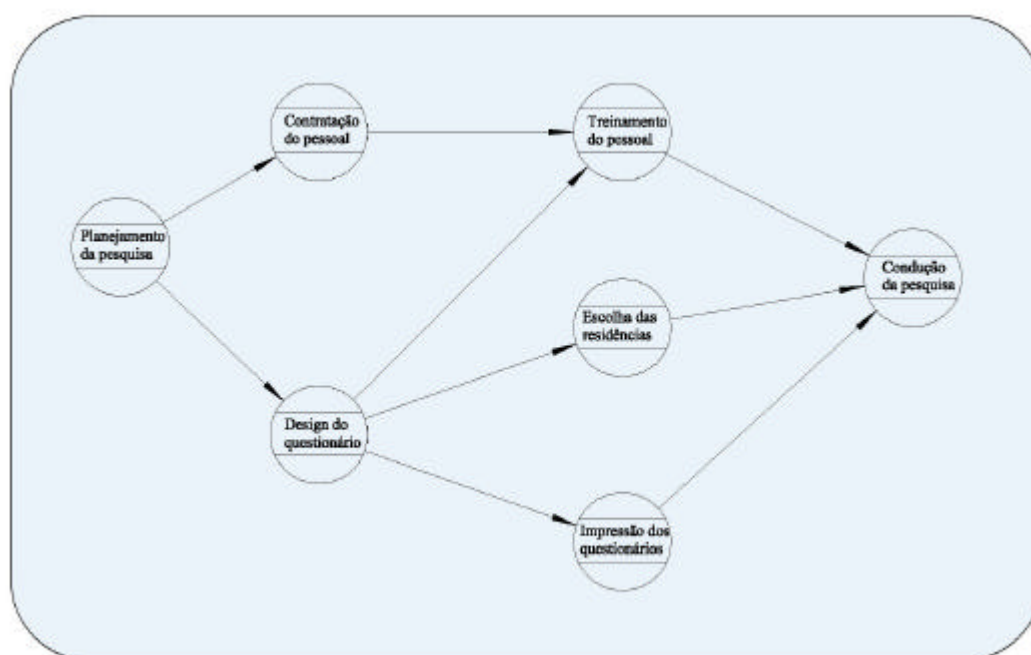 Contratação
do pessoal
Treinamento
do pessoal
Planejamento
da pesquisa
Condução
da pesquisa
Escolha das
residências
Design do
questionário
Impressão dos
questionários